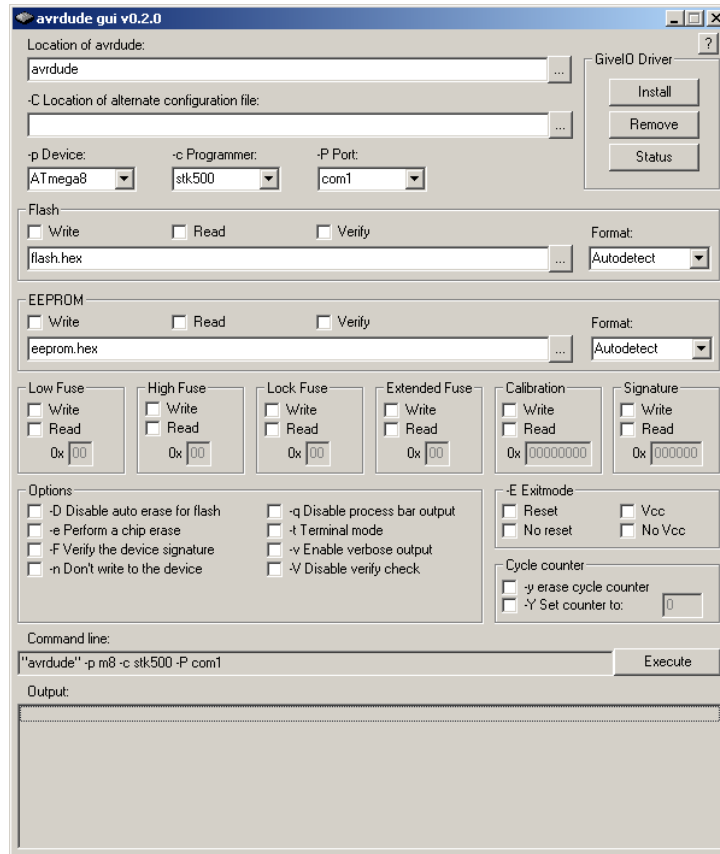 avrdude gui v0.2.0
?
Location of avrdude:
avrdude
...
GiveIO Driver
Install
-C Location of alternate configuration file:
...
Remove
-p Device:
-c Programmer:
-P Port:
Status
ATmega8
stk500
com1
Flash
Write
Read
Verify
Format:
flash.hex
...
Autodetect
EEPROM
Write
Read
Verify
Format:
eeprom.hex
...
Autodetect
Low Fuse
Write
Read
0x 00
High Fuse
Write
Read
0x 00
Lock Fuse
Write
Read
0x 00
Extended Fuse
Write
Read
0x 00
Calibration
Write
Read
0x 00000000
Signature
Write
Read
0x 000000
Options
-D Disable auto erase for flash
-e Perform a chip erase
-F Verify the device signature
-n Don't write to the device
-q Disable process bar output
-t Terminal mode
-v Enable verbose output
-V Disable verify check
-E Exitmode
Reset
Vcc
No reset
No Vcc
Cycle counter
-y erase cycle counter
-Y Set counter to:
0
Command line:
"avrdude" -p m8 -c stk500 -P com1
Execute
Output: